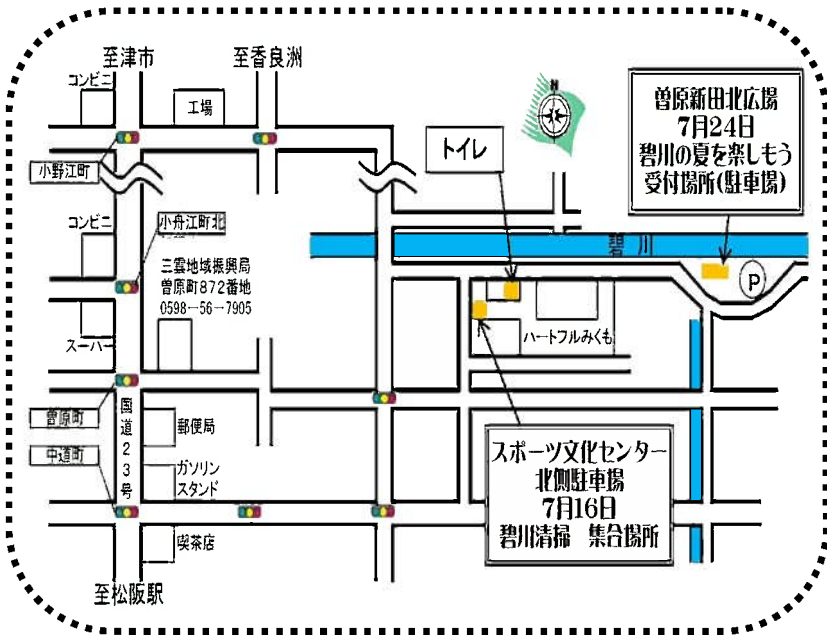 至津市
至香良洲
コンビニ
工場
小野江町
N
トイレ
曽原新田北広場
7月24日
碧川の夏を楽しもう
受付場所(駐車場)
コンビニ
小舟江町北
三雲地域振興局
曽原町872番地
0598-56-7905
碧川
P
スーパー
ハートフルみくも
曽原町
中道町
国道23号
郵便局
ガソリン
スタンド
喫茶店
スポーツ文化センター
北側駐車場
7月16日
碧川清掃　集合場所
至松阪駅